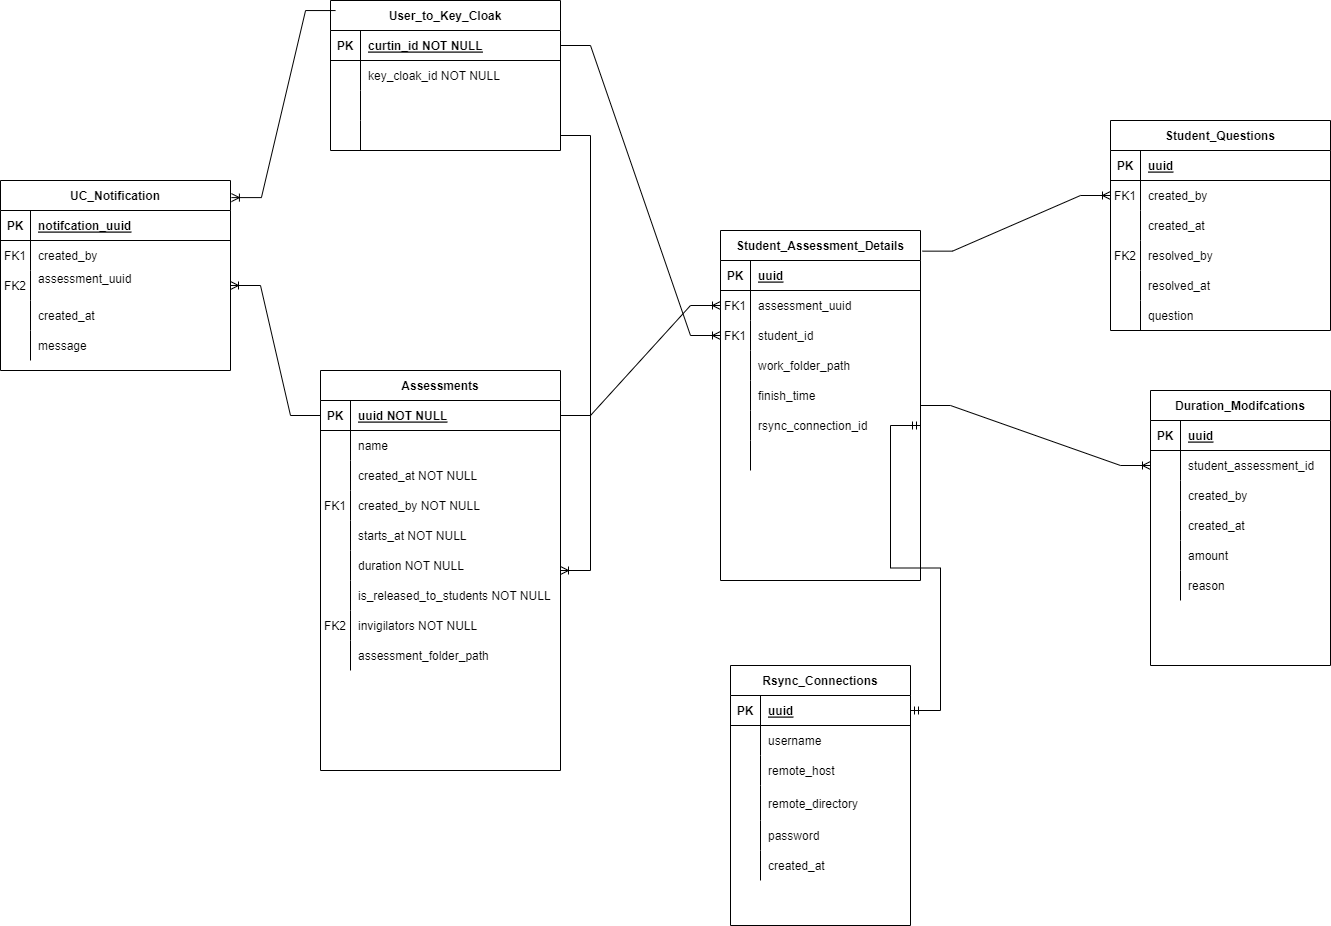 User_to_Key_Cloak
PK curtin_id NOT NULL
key_cloak_id NOT NULL
UC_Notification
PK notifcation_uuid
FK1 created_by
FK2 assessment_uuid
created_at
message
Assessments
PK uuid NOT NULL
name
created_at NOT NULL
FK1 created_by NOT NULL
starts_at NOT NULL
duration NOT NULL
is_released_to_students NOT NULL
FK2 invigilators NOT NULL
assessment_folder_path
Student_Assessment_Details
PK uuid
FK1 assessment_uuid
FK1 student_id
work_folder_path
finish_time
rsync_connection_id
Rsync_Connections
PK uuid
username
remote_host
remote_directory
password
created_at
Student_Questions
PK uuid
FK1 created_by
created_at
FK2 resolved_by
resolved_at
question
Duration_Modifcations
PK uuid
student_assessment_id
created_by
created_at
amount
reason